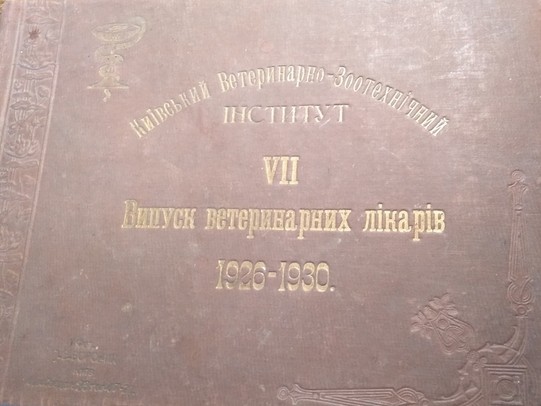 Київський Ветеринарно-Зоотехнічний
ІНСТИТУТ
VII
Випуск ветеринарних лікарів
1926-1930.